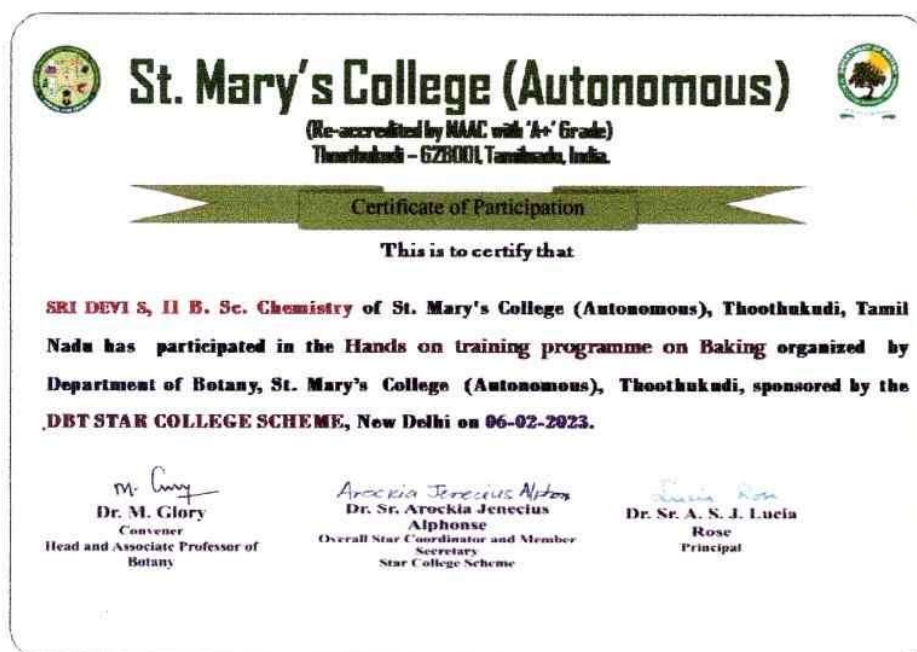 St. Mary's College (Autonomous)
(Re-accredited by NAAC with 'A+' Grade)
Thoothukudi – 628001, Tamilnadu, India.
Certificate of Participation
This is to certify that
SRI DEVI S, II B. Sc. Chemistry of St. Mary's College (Autonomous), Thoothukudi, Tamil
Nadu has participated in the Hands on training programme on Baking organized by
Department of Botany, St. Mary's College (Autonomous), Thoothukudi, sponsored by the
DBT STAR COLLEGE SCHEME, New Delhi on 06-02-2023.
Arockia Jenecius Alphon
Lucia Rose
Dr. M. Glory
Convener
Head and Associate Professor of
Botany
Dr. Sr. Arockia Jenecius
Alphonse
Overall Star Coordinator and Member
Secretary
Star College Scheme
Dr. Sr. A. S. J. Lucia
Rose
Principal